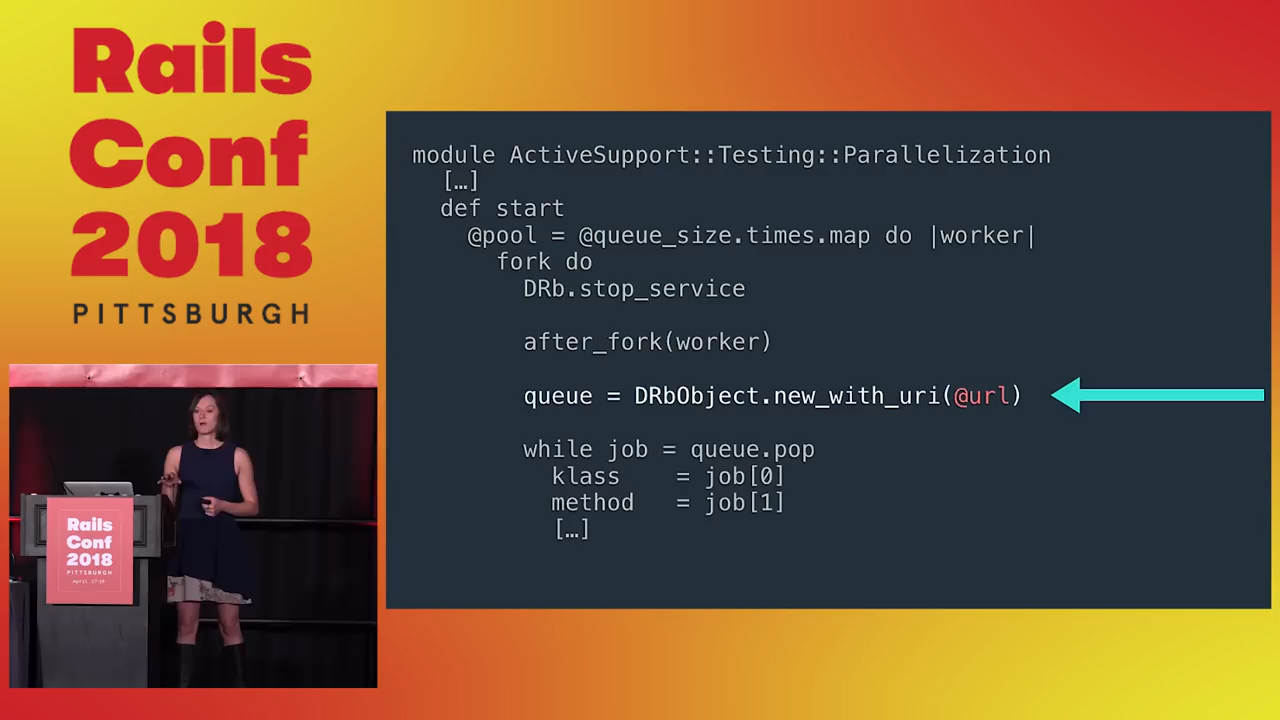 Rails
Conf
2018
PITTSBURGH
module ActiveSupport::Testing::Parallelization
[…]
def start
@pool = @queue_size.times.map do |worker|
fork do
DRb.stop_service
after_fork(worker)
queue = DRbObject.new_with_uri(@url)
while job = queue.pop
klass = job[0]
method = job[1]
[…]
Rails
Conf
2018
PITTSBURGH